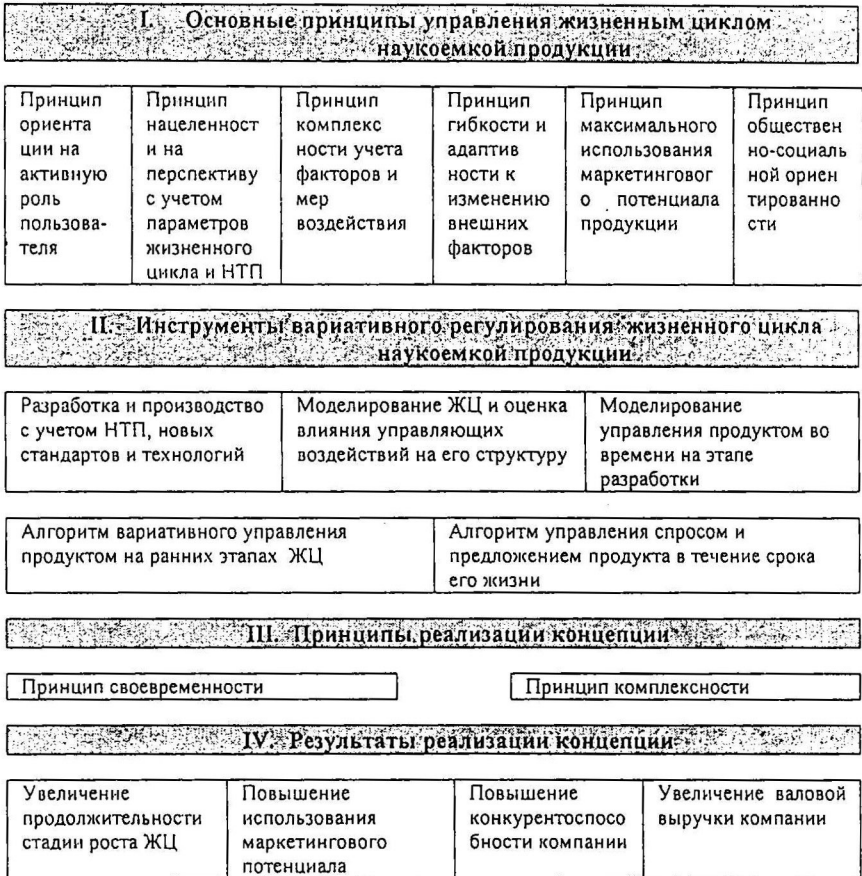 I. Основные принципы управления жизненным циклом
наукоемкой продукции
Принцип
ориента
ции на
активную
роль
пользова-
теля
Принцип
нацеленност
и на
перспективу
с учетом
параметров
жизненного
цикла и НТП
Принцип
комплекс
ности учета
факторов и
мер
воздействия
Принцип
гибкости и
адаптив
ности к
изменению
внешних
факторов
Принцип
максимального
использования
маркетинговог
о потенциала
продукции
Принцип
обществен
но-социаль
ной ориен
тированно
сти
II. Инструменты вариативного регулирования жизненного цикла
наукоемкой продукции
Разработка и производство
с учетом НТП, новых
стандартов и технологий
Моделирование ЖЦ и оценка
влияния управляющих
воздействий на его структуру
Моделирование
управления продуктом во
времени на этапе
разработки
Алгоритм вариативного управления
продуктом на ранних этапах ЖЦ
Алгоритм управления спросом и
предложением продукта в течение срока
его жизни
III. Принципы реализации концепции
Принцип своевременности
Принцип комплексности
IV. Результаты реализации концепции
Увеличение
продолжительности
стадии роста ЖЦ
Повышение
использования
маркетингового
потенциала
Повышение
конкурентоспосо
бности компании
Увеличение валовой
выручки компании